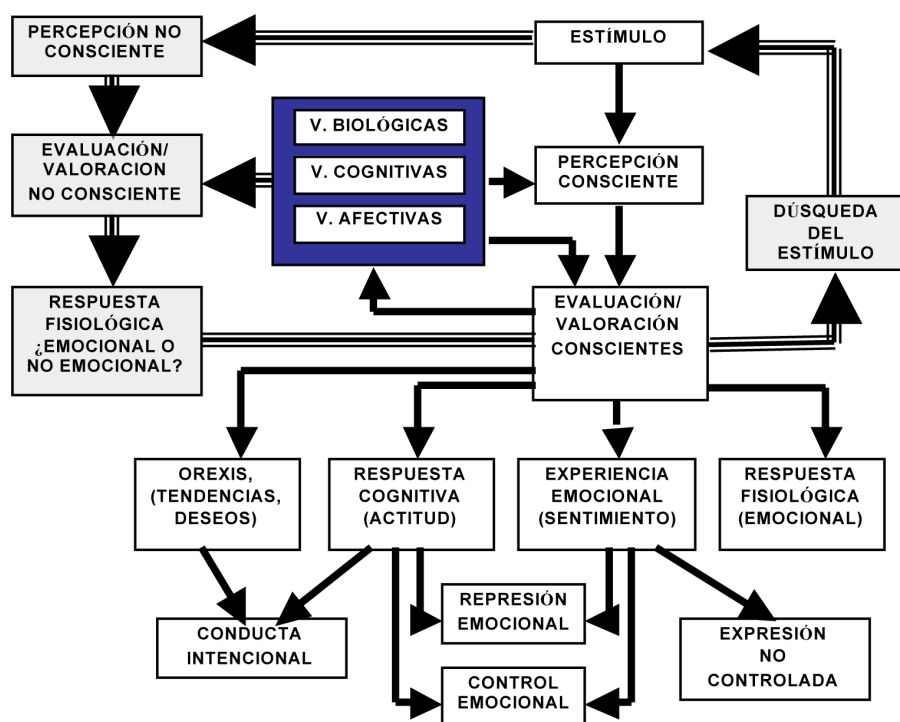 PERCEPCIÓN NO
CONSCIENTE
ESTÍMULO
V. BIOLÓGICAS
V. COGNITIVAS
V. AFECTIVAS
EVALUACIÓN/
VALORACION
NO CONSCIENTE
PERCEPCIÓN
CONSCIENTE
DÚSQUEDA
DEL
ESTÍMULO
RESPUESTA
FISIOLÓGICA
¿EMOCIONAL O
NO EMOCIONAL?
EVALUACIÓN/
VALORACIÓN
CONSCIENTES
OREXIS,
(TENDENCIAS,
DESEOS)
RESPUESTA
COGNITIVA
(ACTITUD)
EXPERIENCIA
EMOCIONAL
(SENTIMIENTO)
RESPUESTA
FISIOLÓGICA
(EMOCIONAL)
CONDUCTA
INTENCIONAL
REPRESIÓN
EMOCIONAL
EXPRESIÓN
NO
CONTROLADA
CONTROL
EMOCIONAL